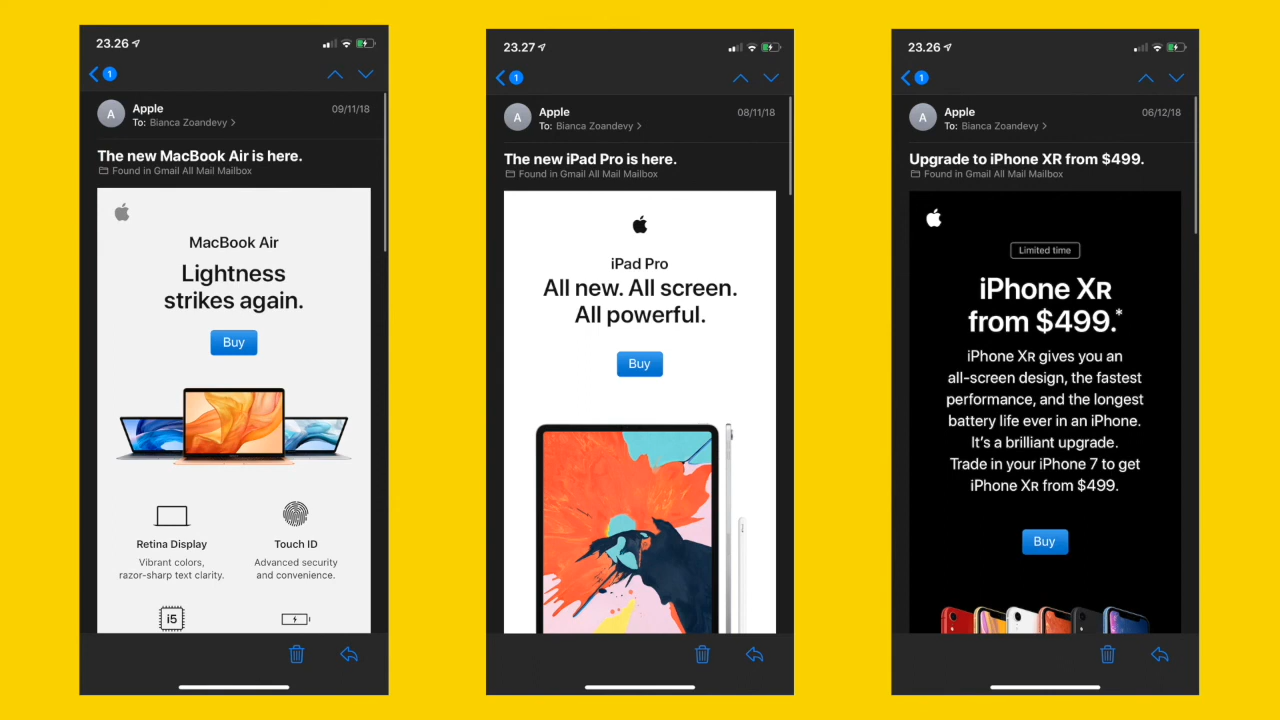 23.26
1
Apple
09/11/18
A
To: Bianca Zoandevy
The new MacBook Air is here.
Found in Gmail All Mail Mailbox
MacBook Air
Lightness
strikes again.
Buy
Retina Display
Touch ID
Vibrant colors,
razor-sharp text clarity.
Advanced security
and convenience.
i5
23.27
1
Apple
08/11/18
A
To: Bianca Zoandevy
The new iPad Pro is here.
Found in Gmail All Mail Mailbox
iPad Pro
All new. All screen.
All powerful.
Buy
23.26
1
Apple
06/12/18
A
To: Bianca Zoandevy
Upgrade to iPhone XR from $499.
Found in Gmail All Mail Mailbox
Limited time
iPhone XR
from $499.*
iPhone XR gives you an
all-screen design, the fastest
performance, and the longest
battery life ever in an iPhone.
It’s a brilliant upgrade.
Trade in your iPhone 7 to get
iPhone XR from $499.
Buy